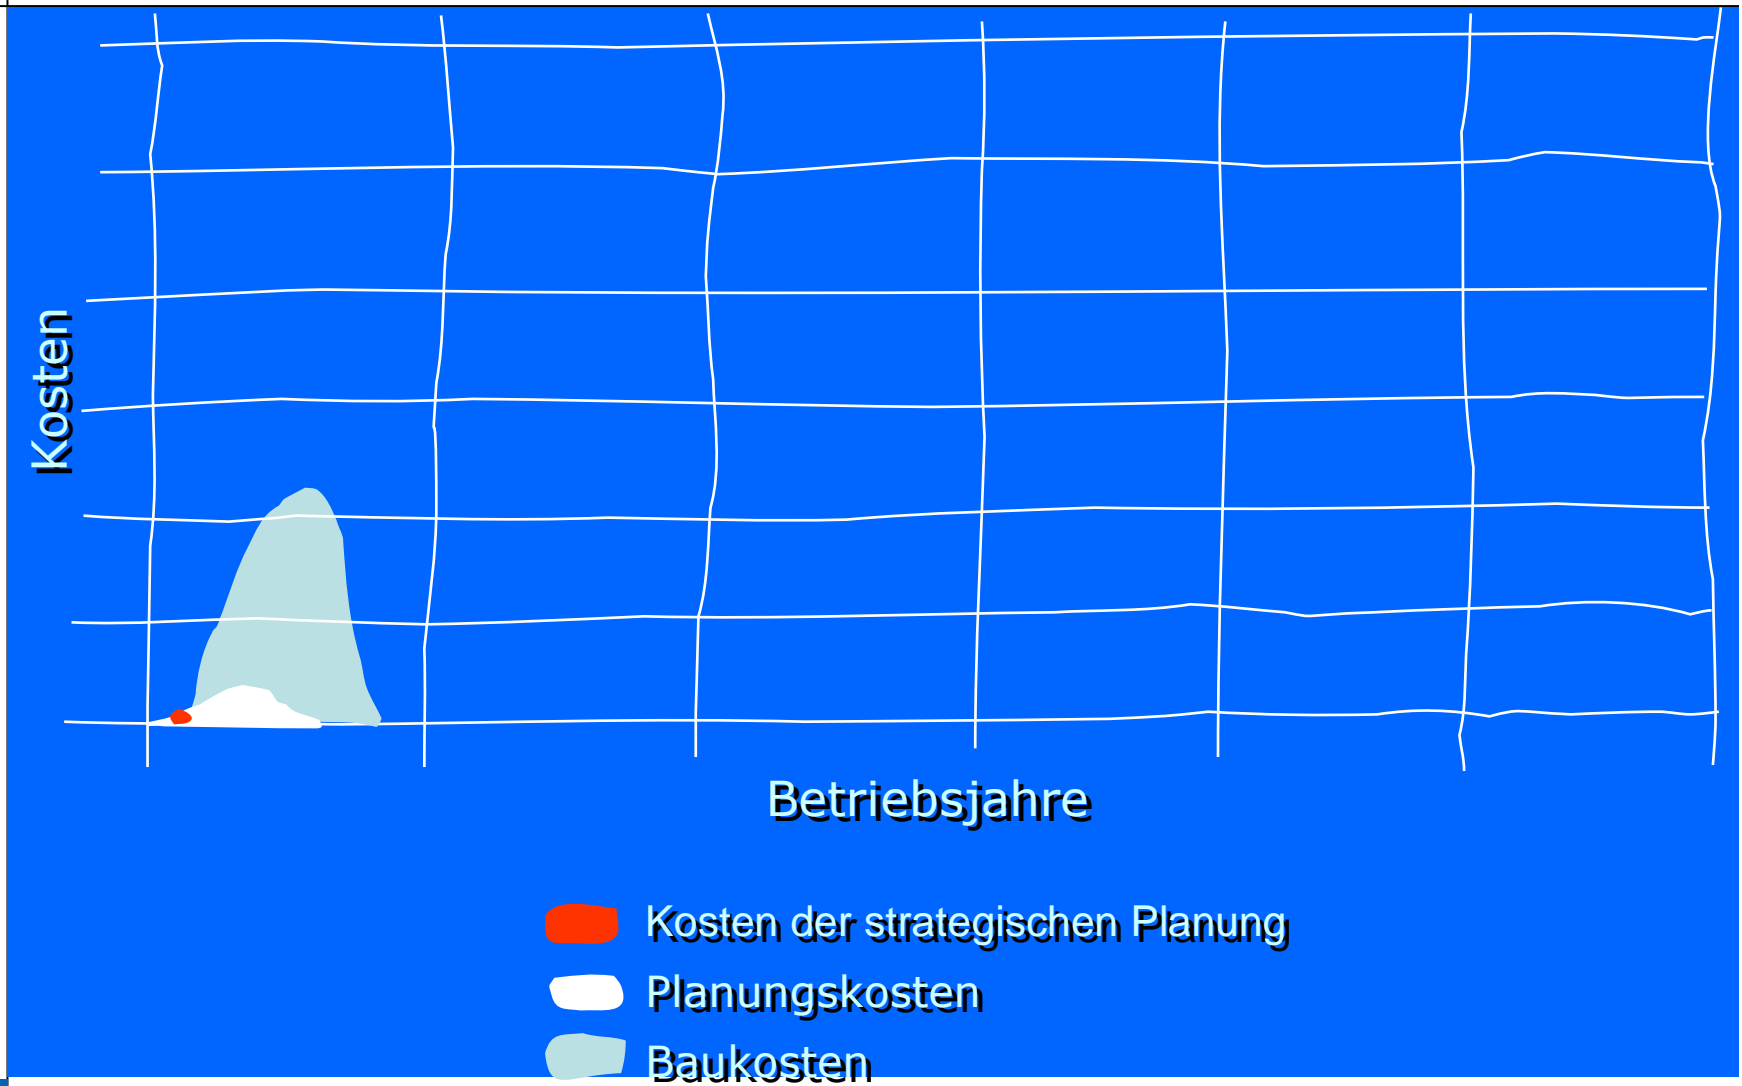 Kosten
Betriebsjahre
Kosten der strategischen Planung
Planungskosten
Baukosten